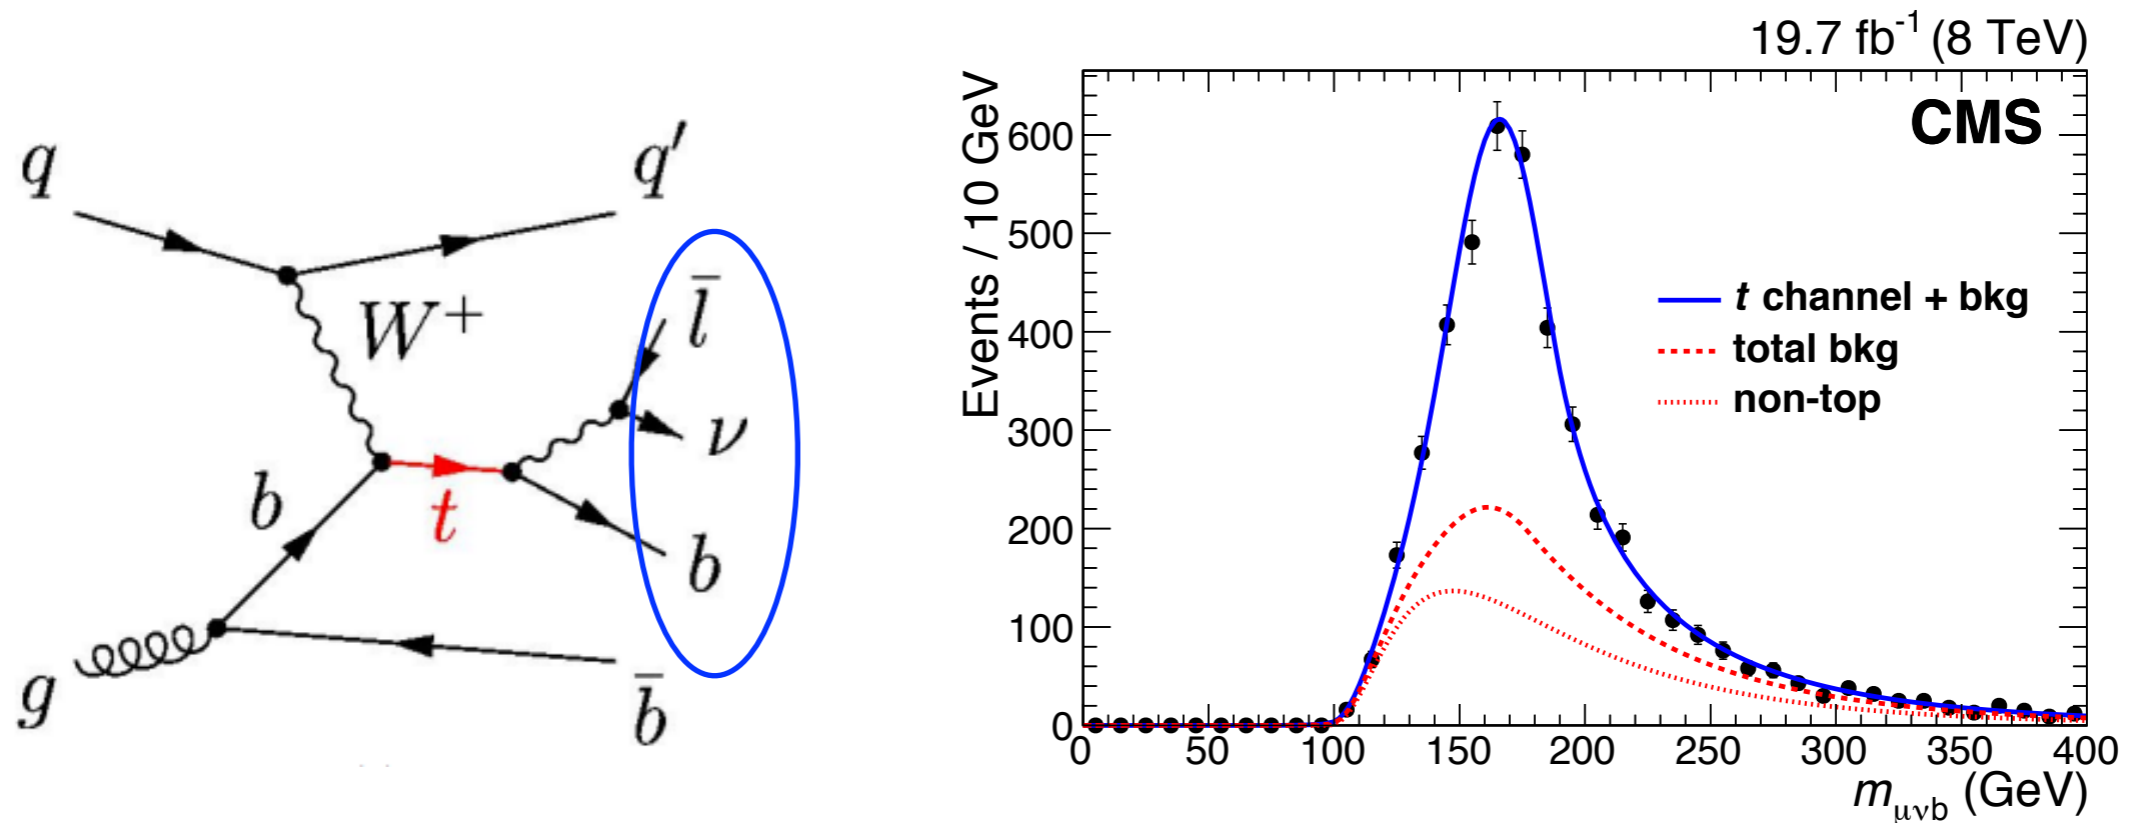 q
q′
W⁺
l̄
ν
b
t
b
g
b̄
19.7 fb⁻¹ (8 TeV)
CMS
Events / 10 GeV
600
500
400
300
200
100
0
t channel + bkg
total bkg
non-top
0 50 100 150 200 250 300 350 400
m_μνb (GeV)